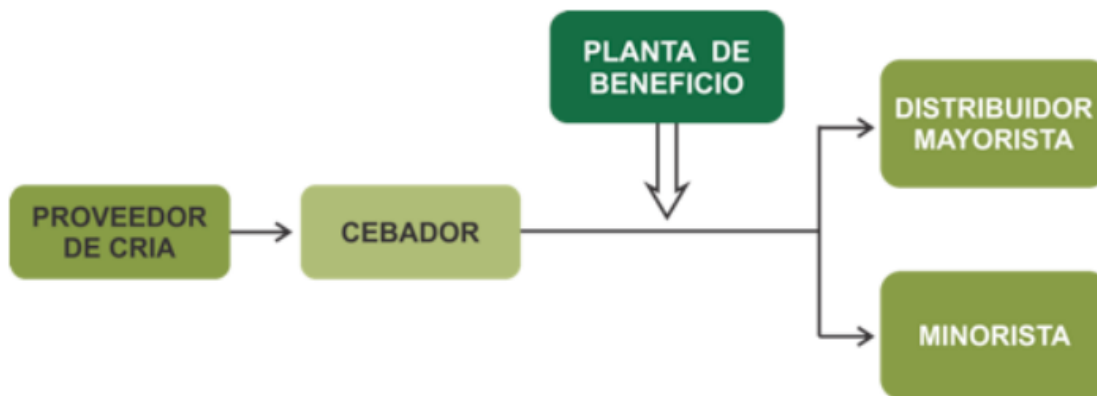 PLANTA DE
BENEFICIO
DISTRIBUIDOR
MAYORISTA
PROVEEDOR
DE CRIA
CEBADOR
MINORISTA